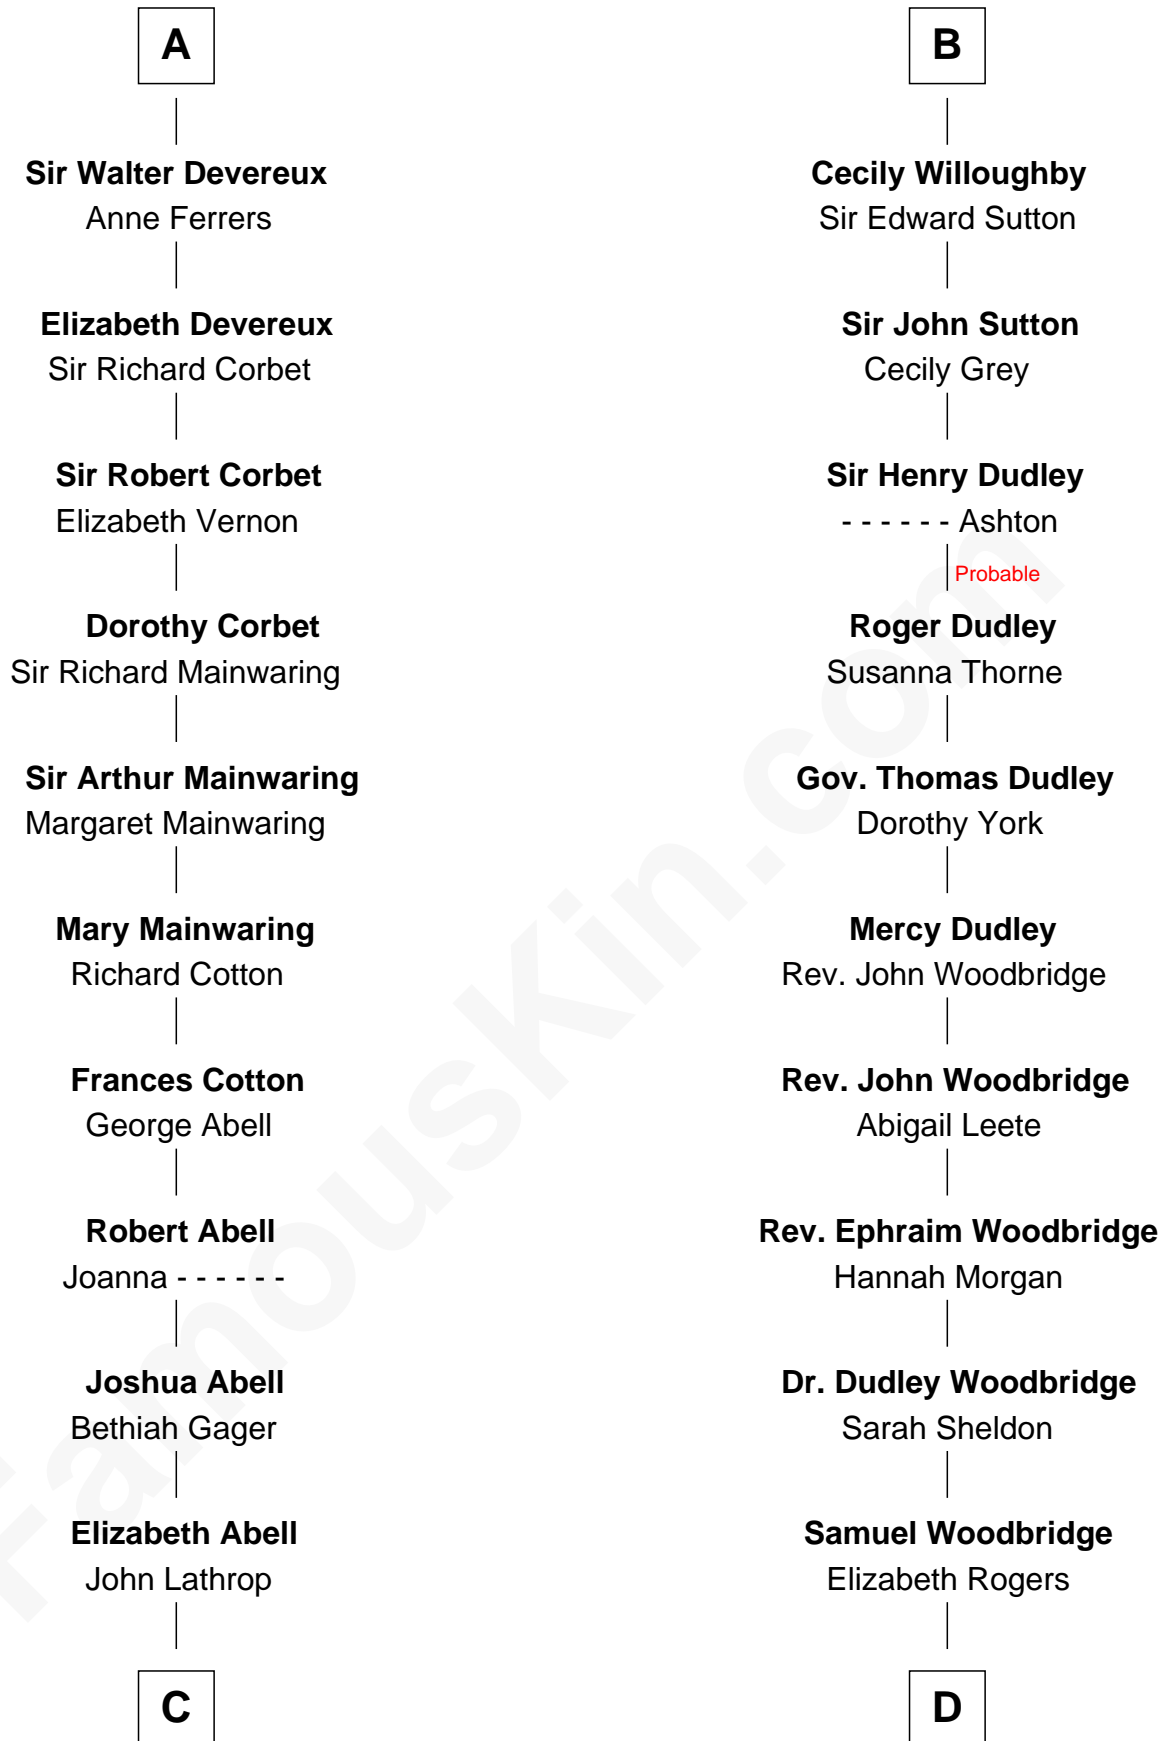 A
Sir Walter Devereux
Anne Ferrers
Elizabeth Devereux
Sir Richard Corbet
Sir Robert Corbet
Elizabeth Vernon
Dorothy Corbet
Sir Richard Mainwaring
Sir Arthur Mainwaring
Margaret Mainwaring
Mary Mainwaring
Richard Cotton
Frances Cotton
George Abell
Robert Abell
Joanna - - - - - -
Joshua Abell
Bethiah Gager
Elizabeth Abell
John Lathrop
C
B
Cecily Willoughby
Sir Edward Sutton
Sir John Sutton
Cecily Grey
Sir Henry Dudley
- - - - - - Ashton
Probable
Roger Dudley
Susanna Thorne
Gov. Thomas Dudley
Dorothy York
Mercy Dudley
Rev. John Woodbridge
Rev. John Woodbridge
Abigail Leete
Rev. Ephraim Woodbridge
Hannah Morgan
Dr. Dudley Woodbridge
Sarah Sheldon
Samuel Woodbridge
Elizabeth Rogers
D
FamousKin.com